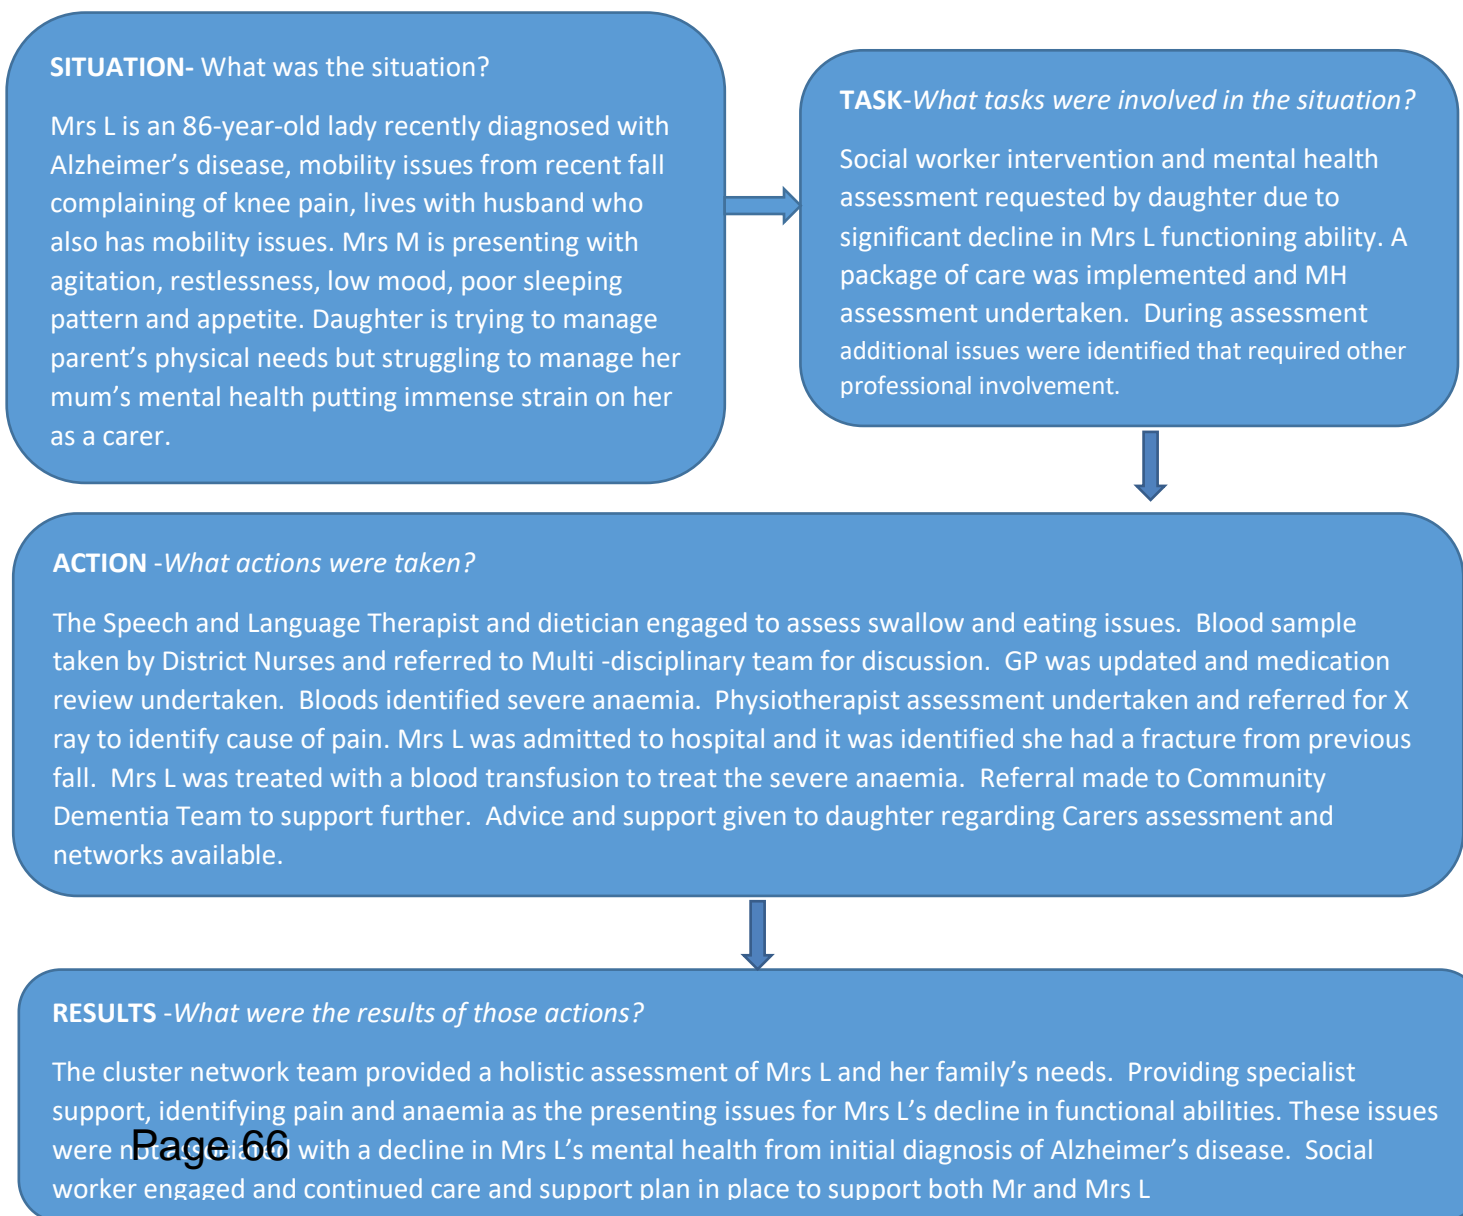 SITUATION- What was the situation?
Mrs L is an 86-year-old lady recently diagnosed with
Alzheimer’s disease, mobility issues from recent fall
complaining of knee pain, lives with husband who
also has mobility issues. Mrs M is presenting with
agitation, restlessness, low mood, poor sleeping
pattern and appetite. Daughter is trying to manage
parent’s physical needs but struggling to manage her
mum’s mental health putting immense strain on her
as a carer.
TASK-What tasks were involved in the situation?
Social worker intervention and mental health
assessment requested by daughter due to
significant decline in Mrs L functioning ability. A
package of care was implemented and MH
assessment undertaken. During assessment
additional issues were identified that required other
professional involvement.
ACTION -What actions were taken?
The Speech and Language Therapist and dietician engaged to assess swallow and eating issues. Blood sample
taken by District Nurses and referred to Multi -disciplinary team for discussion. GP was updated and medication
review undertaken. Bloods identified severe anaemia. Physiotherapist assessment undertaken and referred for X
ray to identify cause of pain. Mrs L was admitted to hospital and it was identified she had a fracture from previous
fall. Mrs L was treated with a blood transfusion to treat the severe anaemia. Referral made to Community
Dementia Team to support further. Advice and support given to daughter regarding Carers assessment and
networks available.
RESULTS -What were the results of those actions?
The cluster network team provided a holistic assessment of Mrs L and her family’s needs. Providing specialist
support, identifying pain and anaemia as the presenting issues for Mrs L’s decline in functional abilities. These issues
were not associated with a decline in Mrs L’s mental health from initial diagnosis of Alzheimer’s disease. Social
worker engaged and continued care and support plan in place to support both Mr and Mrs L
Page 66